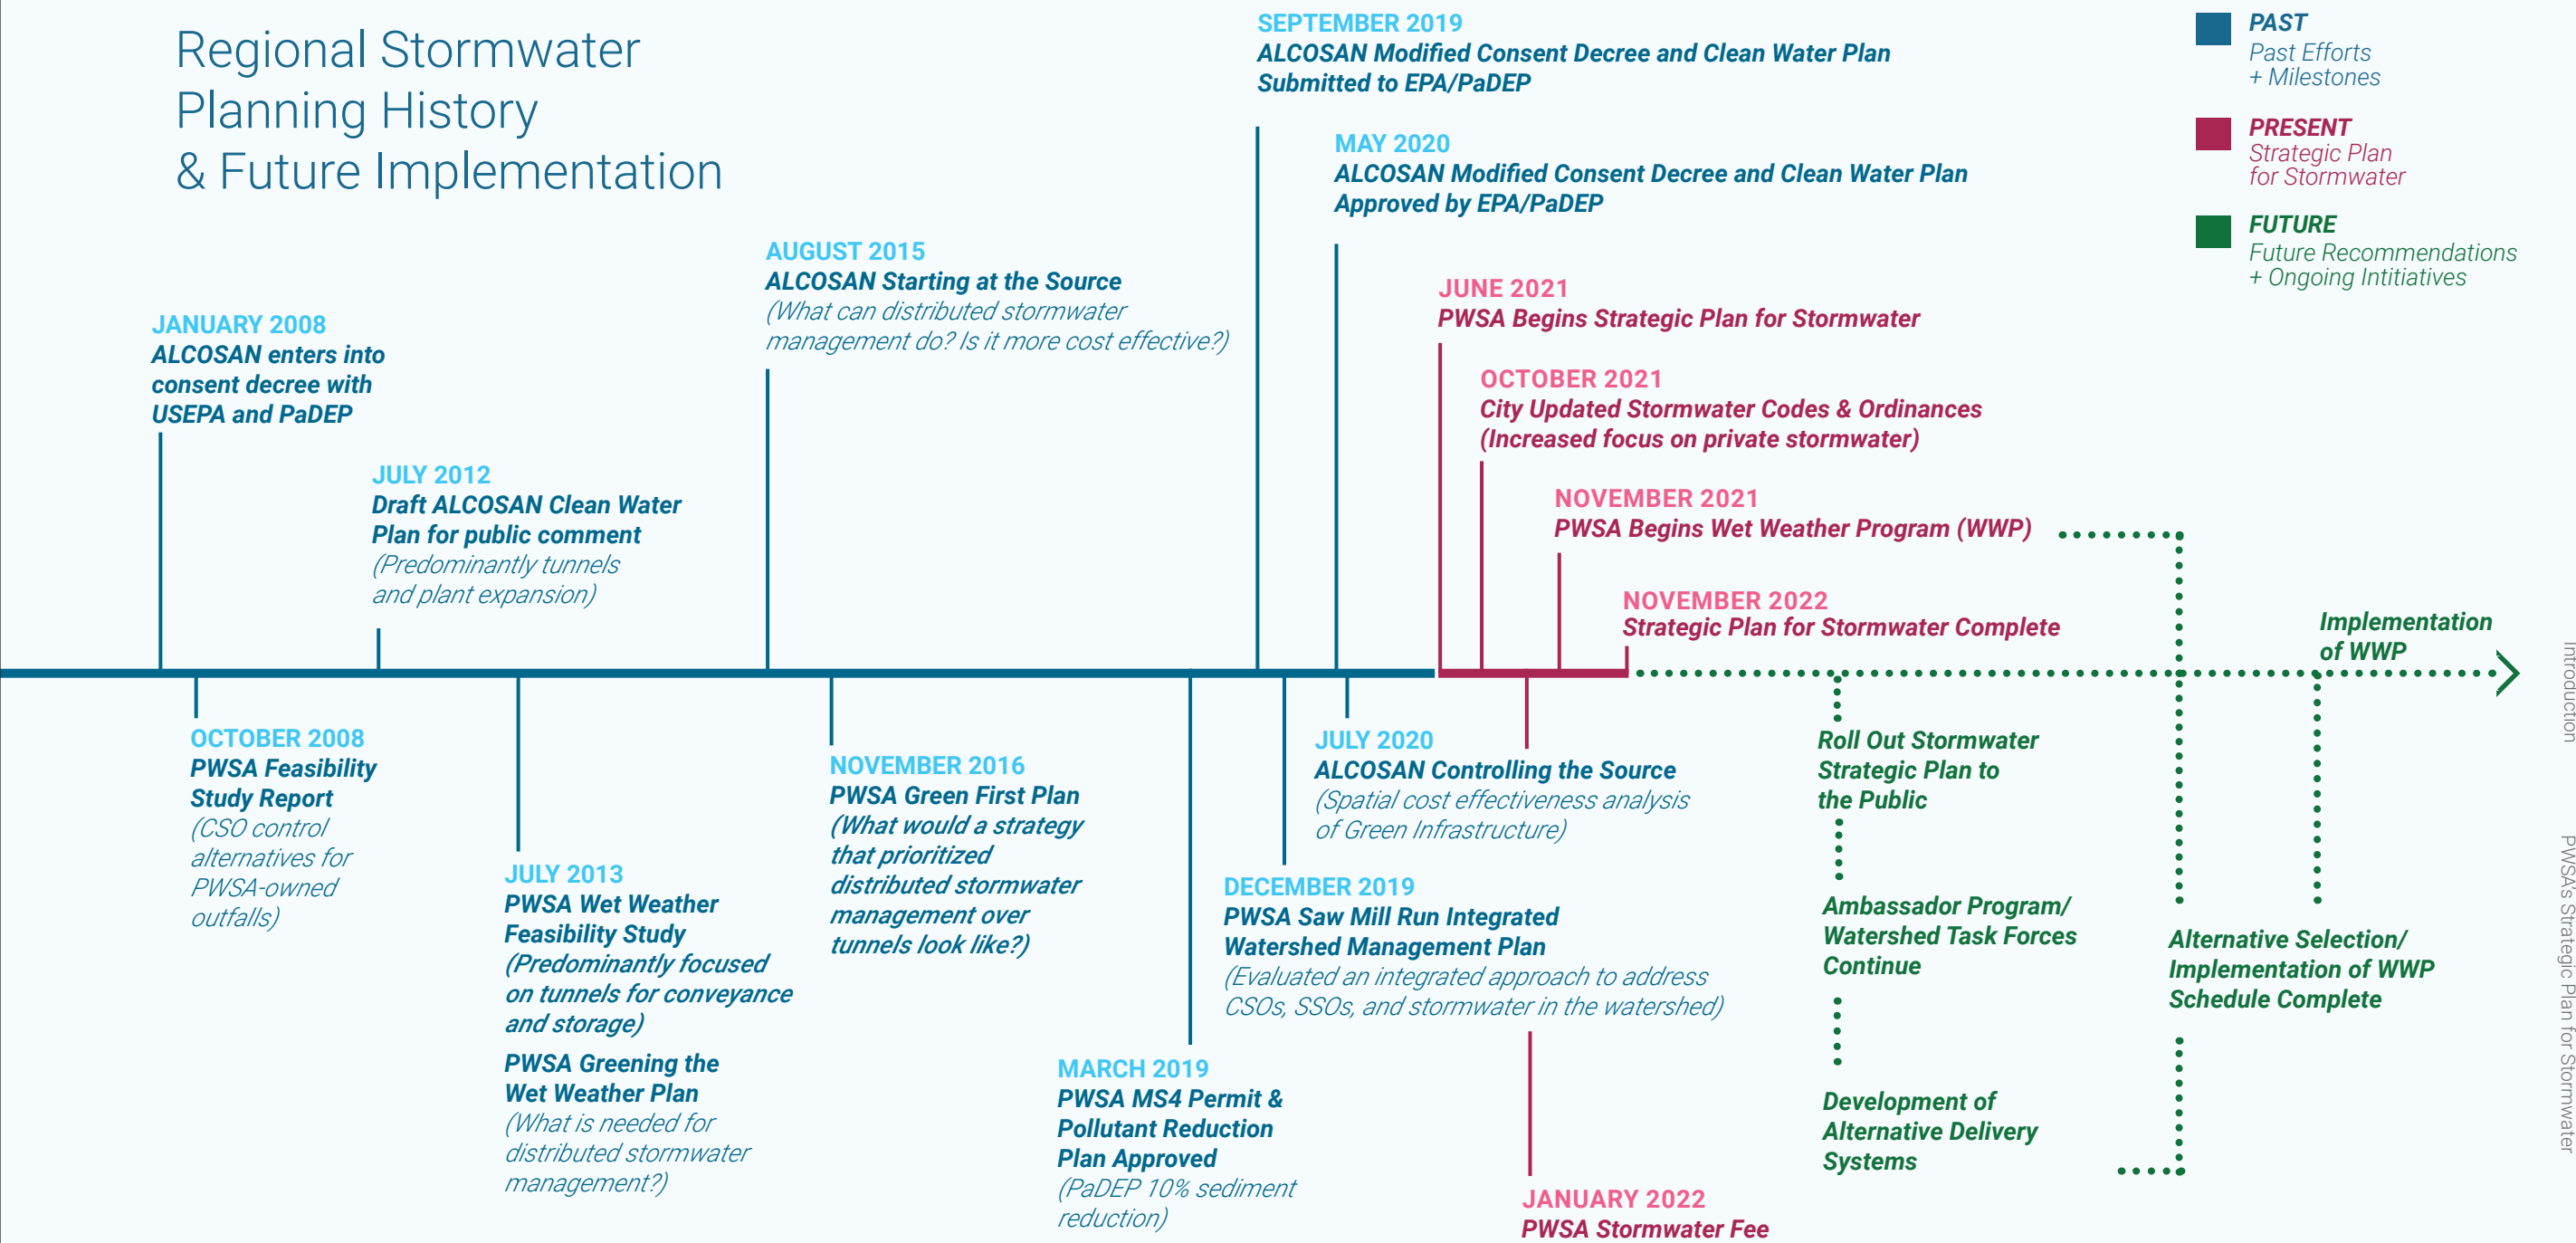 Regional Stormwater
Planning History
& Future Implementation
JANUARY 2008
ALCOSAN enters into
consent decree with
USEPA and PaDEP
OCTOBER 2008
PWSA Feasibility
Study Report
(CSO control
alternatives for
PWSA-owned
outfalls)
JULY 2012
Draft ALCOSAN Clean Water
Plan for public comment
(Predominantly tunnels
and plant expansion)
JULY 2013
PWSA Wet Weather
Feasibility Study
(Predominantly focused
on tunnels for conveyance
and storage)
PWSA Greening the
Wet Weather Plan
(What is needed for
distributed stormwater
management?)
AUGUST 2015
ALCOSAN Starting at the Source
(What can distributed stormwater
management do? Is it more cost effective?)
NOVEMBER 2016
PWSA Green First Plan
(What would a strategy
that prioritized
distributed stormwater
management over
tunnels look like?)
MARCH 2019
PWSA MS4 Permit &
Pollutant Reduction
Plan Approved
(PaDEP 10% sediment
reduction)
SEPTEMBER 2019
ALCOSAN Modified Consent Decree and Clean Water Plan
Submitted to EPA/PaDEP
DECEMBER 2019
PWSA Saw Mill Run Integrated
Watershed Management Plan
(Evaluated an integrated approach to address
CSOs, SSOs, and stormwater in the watershed)
MAY 2020
ALCOSAN Modified Consent Decree and Clean Water Plan
Approved by EPA/PaDEP
JULY 2020
ALCOSAN Controlling the Source
(Spatial cost effectiveness analysis
of Green Infrastructure)
JUNE 2021
PWSA Begins Strategic Plan for Stormwater
OCTOBER 2021
City Updated Stormwater Codes & Ordinances
(Increased focus on private stormwater)
NOVEMBER 2021
PWSA Begins Wet Weather Program (WWP)
JANUARY 2022
PWSA Stormwater Fee
NOVEMBER 2022
Strategic Plan for Stormwater Complete
Roll Out Stormwater
Strategic Plan to
the Public
Ambassador Program/
Watershed Task Forces
Continue
Development of
Alternative Delivery
Systems
Alternative Selection/
Implementation of WWP
Schedule Complete
Implementation
of WWP
PAST
Past Efforts
+ Milestones
PRESENT
Strategic Plan
for Stormwater
FUTURE
Future Recommendations
+ Ongoing Intitiatives
Introduction
PWSA's Strategic Plan for Stormwater